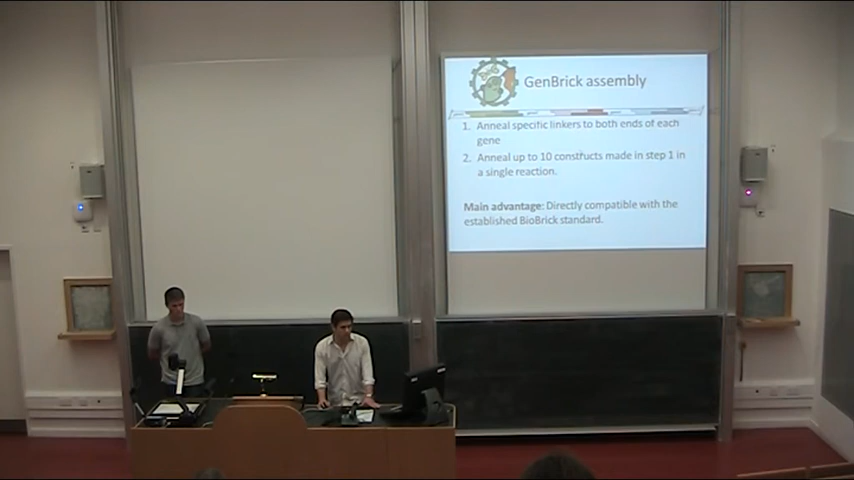 GenBrick assembly
1. Anneal specific linkers to both ends of each
gene
2. Anneal up to 10 constructs made in step 1 in
a single reaction.
Main advantage: Directly compatible with the
established BioBrick standard.